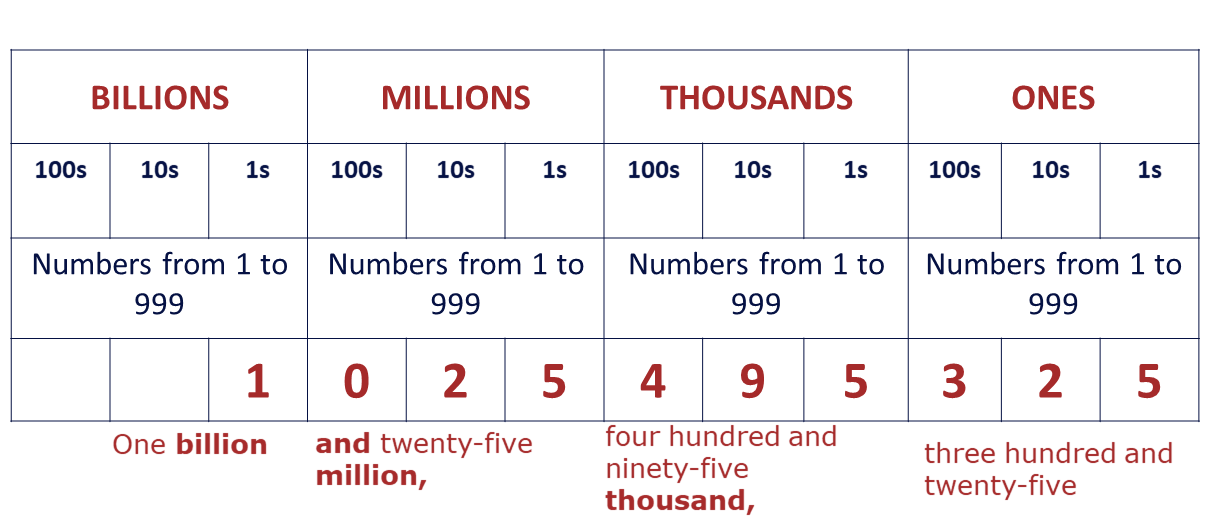 BILLIONS MILLIONS THOUSANDS ONES
100s 10s 1s 100s 10s 1s 100s 10s 1s 100s 10s 1s
Numbers from 1 to 999 Numbers from 1 to 999 Numbers from 1 to 999 Numbers from 1 to 999
1 0 2 5 4 9 5 3 2 5
One billion
and twenty-five
million,
four hundred and
ninety-five
thousand,
three hundred and
twenty-five